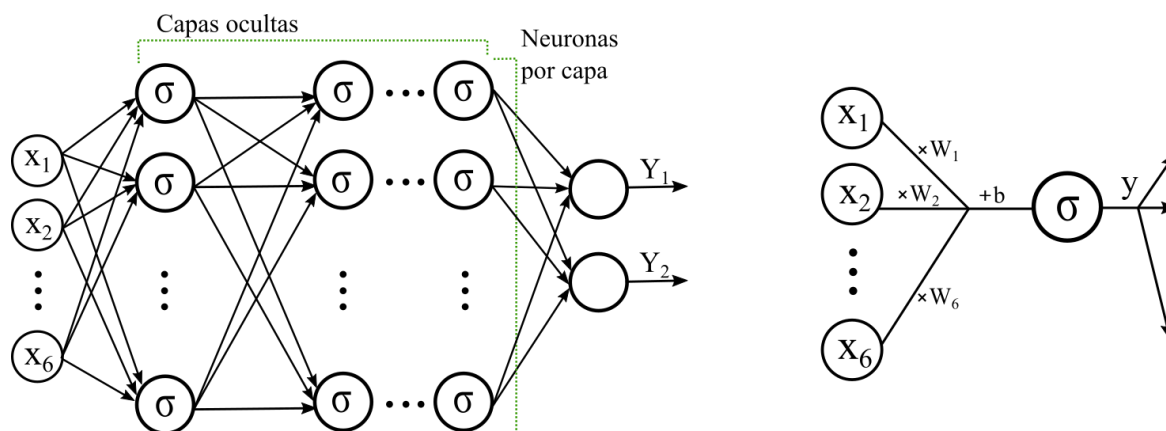 Capas ocultas
Neuronas
por capa
σ σ ••• σ
x₁
σ σ σ
Y₁
x₂
Y₂
x₆
σ σ ••• σ
x₁
×W₁
x₂
×W₂
+b
σ
y
×W₆
x₆